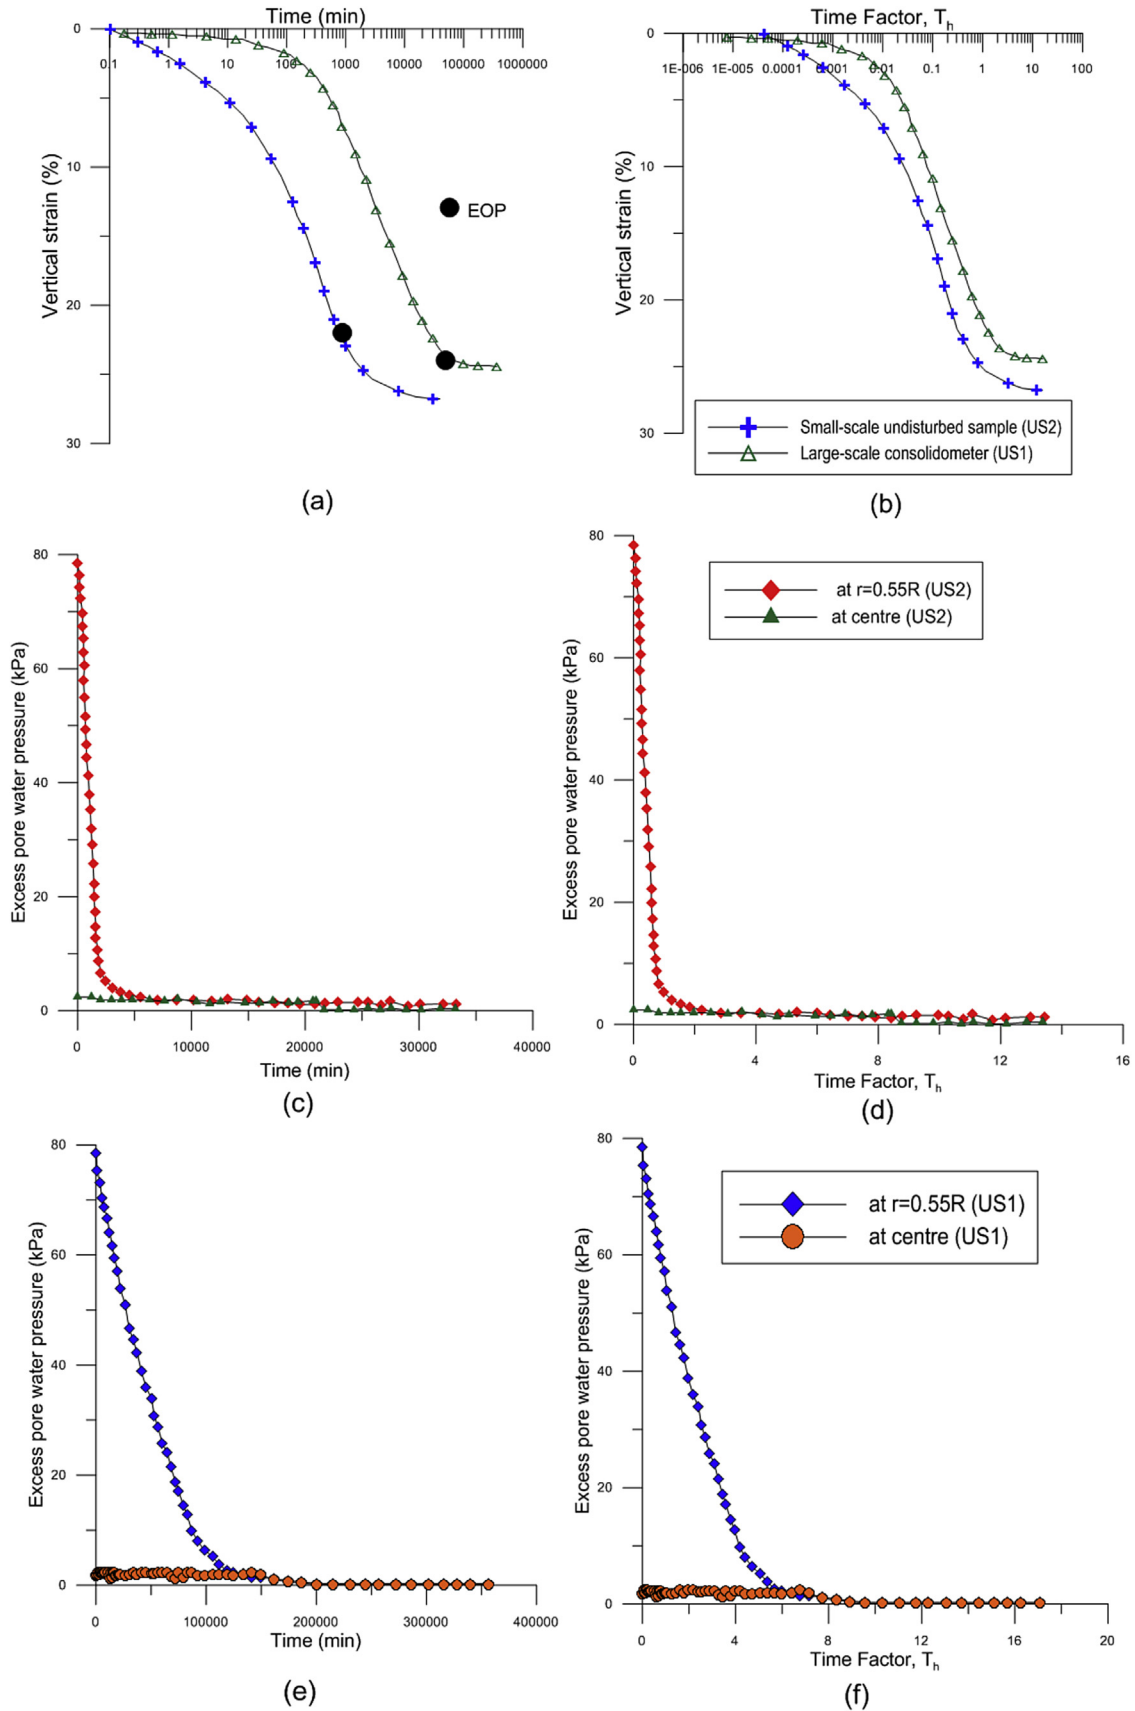 Time (min)
0
0.1 1 10 100 1000 10000 100000 1000000
10
20
30
Vertical strain (%)
EOP
(a)
Time Factor, Th
0
1E-006 1E-005 0.0001 0.001 0.01 0.1 1 10 100
10
20
30
Vertical strain (%)
Small-scale undisturbed sample (US2)
Large-scale consolidometer (US1)
(b)
80
60
40
20
0
Excess pore water pressure (kPa)
0 10000 20000 30000 40000
Time (min)
(c)
80
60
40
20
0
Excess pore water pressure (kPa)
at r=0.55R (US2)
at centre (US2)
0 4 8 12 16
Time Factor, Th
(d)
80
60
40
20
0
Excess pore water pressure (kPa)
0 100000 200000 300000 400000
Time (min)
(e)
80
60
40
20
0
Excess pore water pressure (kPa)
at r=0.55R (US1)
at centre (US1)
0 4 8 12 16 20
Time Factor, Th
(f)